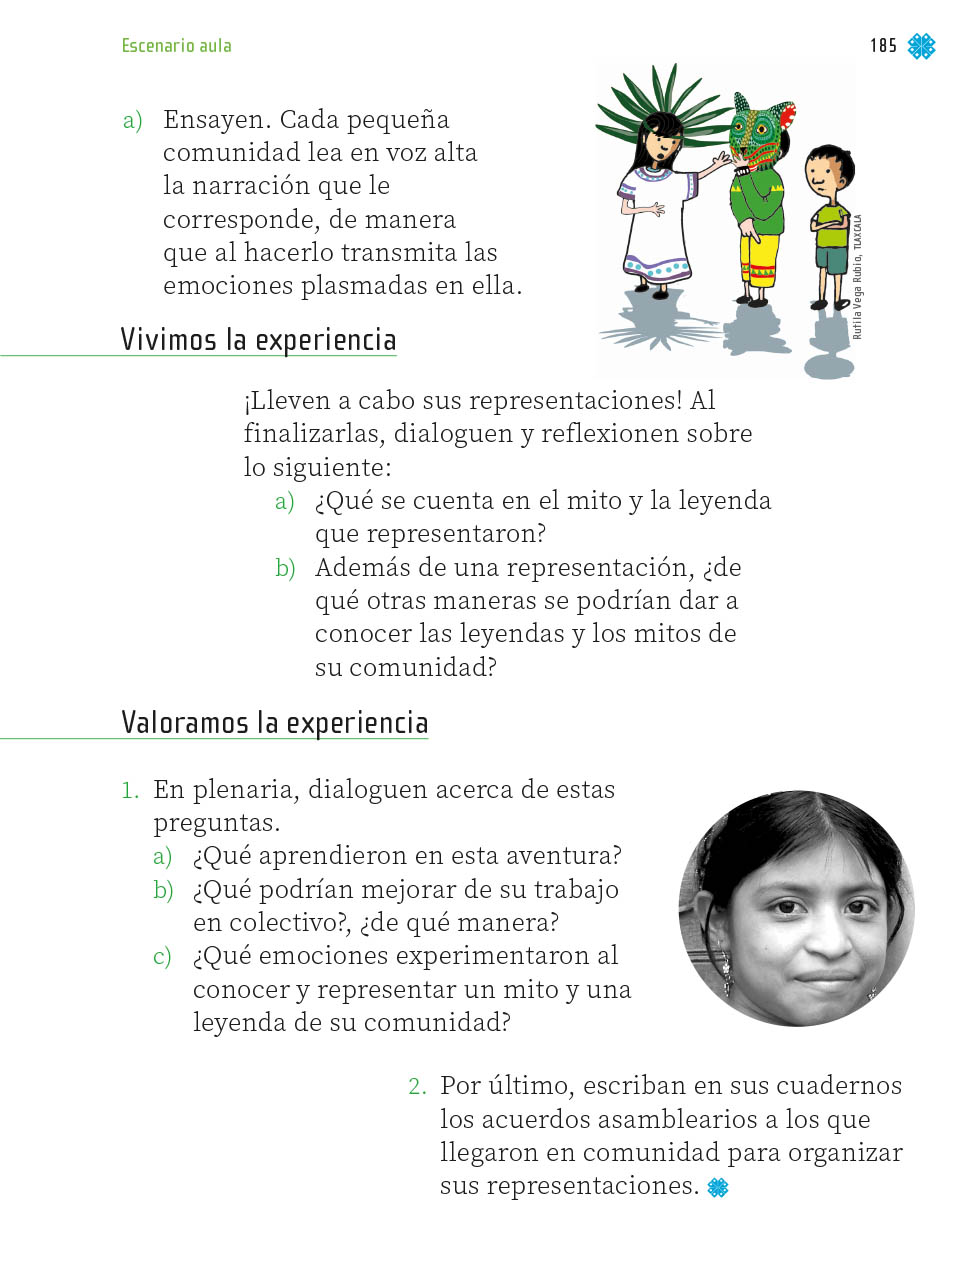 Escenario aula
185
a) Ensayen. Cada pequeña
comunidad lea en voz alta
la narración que le
corresponde, de manera
que al hacerlo transmita las
emociones plasmadas en ella.
Rutila Vega Rubio, TLAXCALA
Vivimos la experiencia
¡Lleven a cabo sus representaciones! Al
finalizarlas, dialoguen y reflexionen sobre
lo siguiente:
a) ¿Qué se cuenta en el mito y la leyenda
que representaron?
b) Además de una representación, ¿de
qué otras maneras se podrían dar a
conocer las leyendas y los mitos de
su comunidad?
Valoramos la experiencia
1. En plenaria, dialoguen acerca de estas
preguntas.
a) ¿Qué aprendieron en esta aventura?
b) ¿Qué podrían mejorar de su trabajo
en colectivo?, ¿de qué manera?
c) ¿Qué emociones experimentaron al
conocer y representar un mito y una
leyenda de su comunidad?
2. Por último, escriban en sus cuadernos
los acuerdos asamblearios a los que
llegaron en comunidad para organizar
sus representaciones.